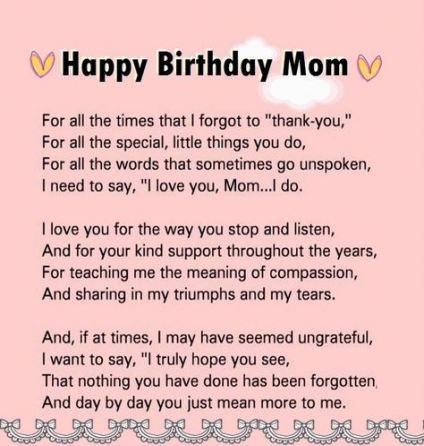 Happy Birthday Mom
For all the times that I forgot to "thank-you,"
For all the special, little things you do,
For all the words that sometimes go unspoken,
I need to say, "I love you, Mom...I do.
I love you for the way you stop and listen,
And for your kind support throughout the years,
For teaching me the meaning of compassion,
And sharing in my triumphs and my tears.
And, if at times, I may have seemed ungrateful,
I want to say, "I truly hope you see,
That nothing you have done has been forgotten,
And day by day you just mean more to me.